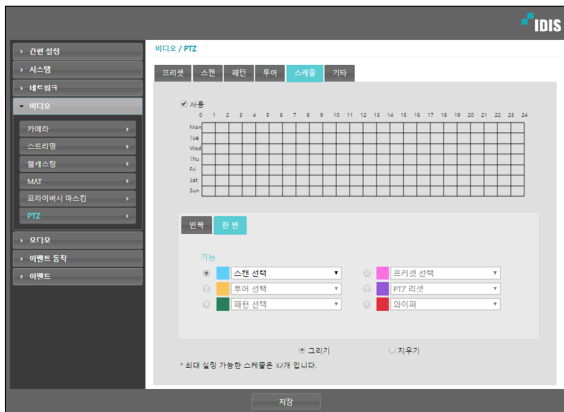 IDIS
간편 설정
시스템
네트워크
비디오
카메라
스트리밍
웹캐스팅
MAT
프라이버시 마스킹
PTZ
오디오
이벤트 동작
이벤트
비디오 / PTZ
프리셋 스캔 패턴 투어 스케줄 기타
사용
0 1 2 3 4 5 6 7 8 9 10 11 12 13 14 15 16 17 18 19 20 21 22 23 24
Mon
Tue
Wed
Thu
Fri
Sat
Sun
반복 한 번
기능
스캔 선택 프리셋 선택
투어 선택 PTZ 리셋
패턴 선택 와이퍼
그리기 지우기
* 최대 설정 가능한 스케줄은 32개 입니다.
저장